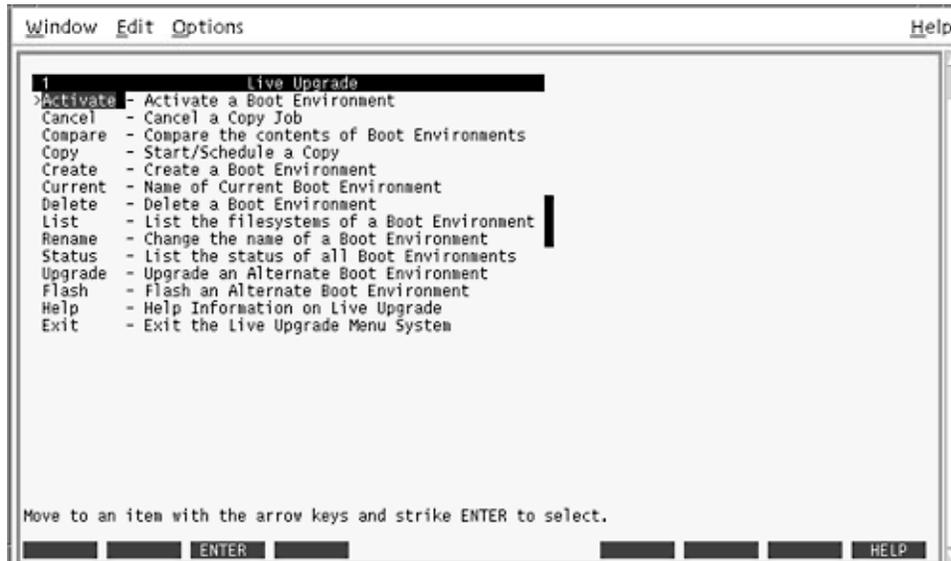 Window Edit Options Help
1 Live Upgrade
>Activate - Activate a Boot Environment
Cancel - Cancel a Copy Job
Compare - Compare the contents of Boot Environments
Copy - Start/Schedule a Copy
Create - Create a Boot Environment
Current - Name of Current Boot Environment
Delete - Delete a Boot Environment
List - List the filesystems of a Boot Environment
Rename - Change the name of a Boot Environment
Status - List the status of all Boot Environments
Upgrade - Upgrade an Alternate Boot Environment
Flash - Flash an Alternate Boot Environment
Help - Help Information on Live Upgrade
Exit - Exit the Live Upgrade Menu System
Move to an item with the arrow keys and strike ENTER to select.
ENTER HELP